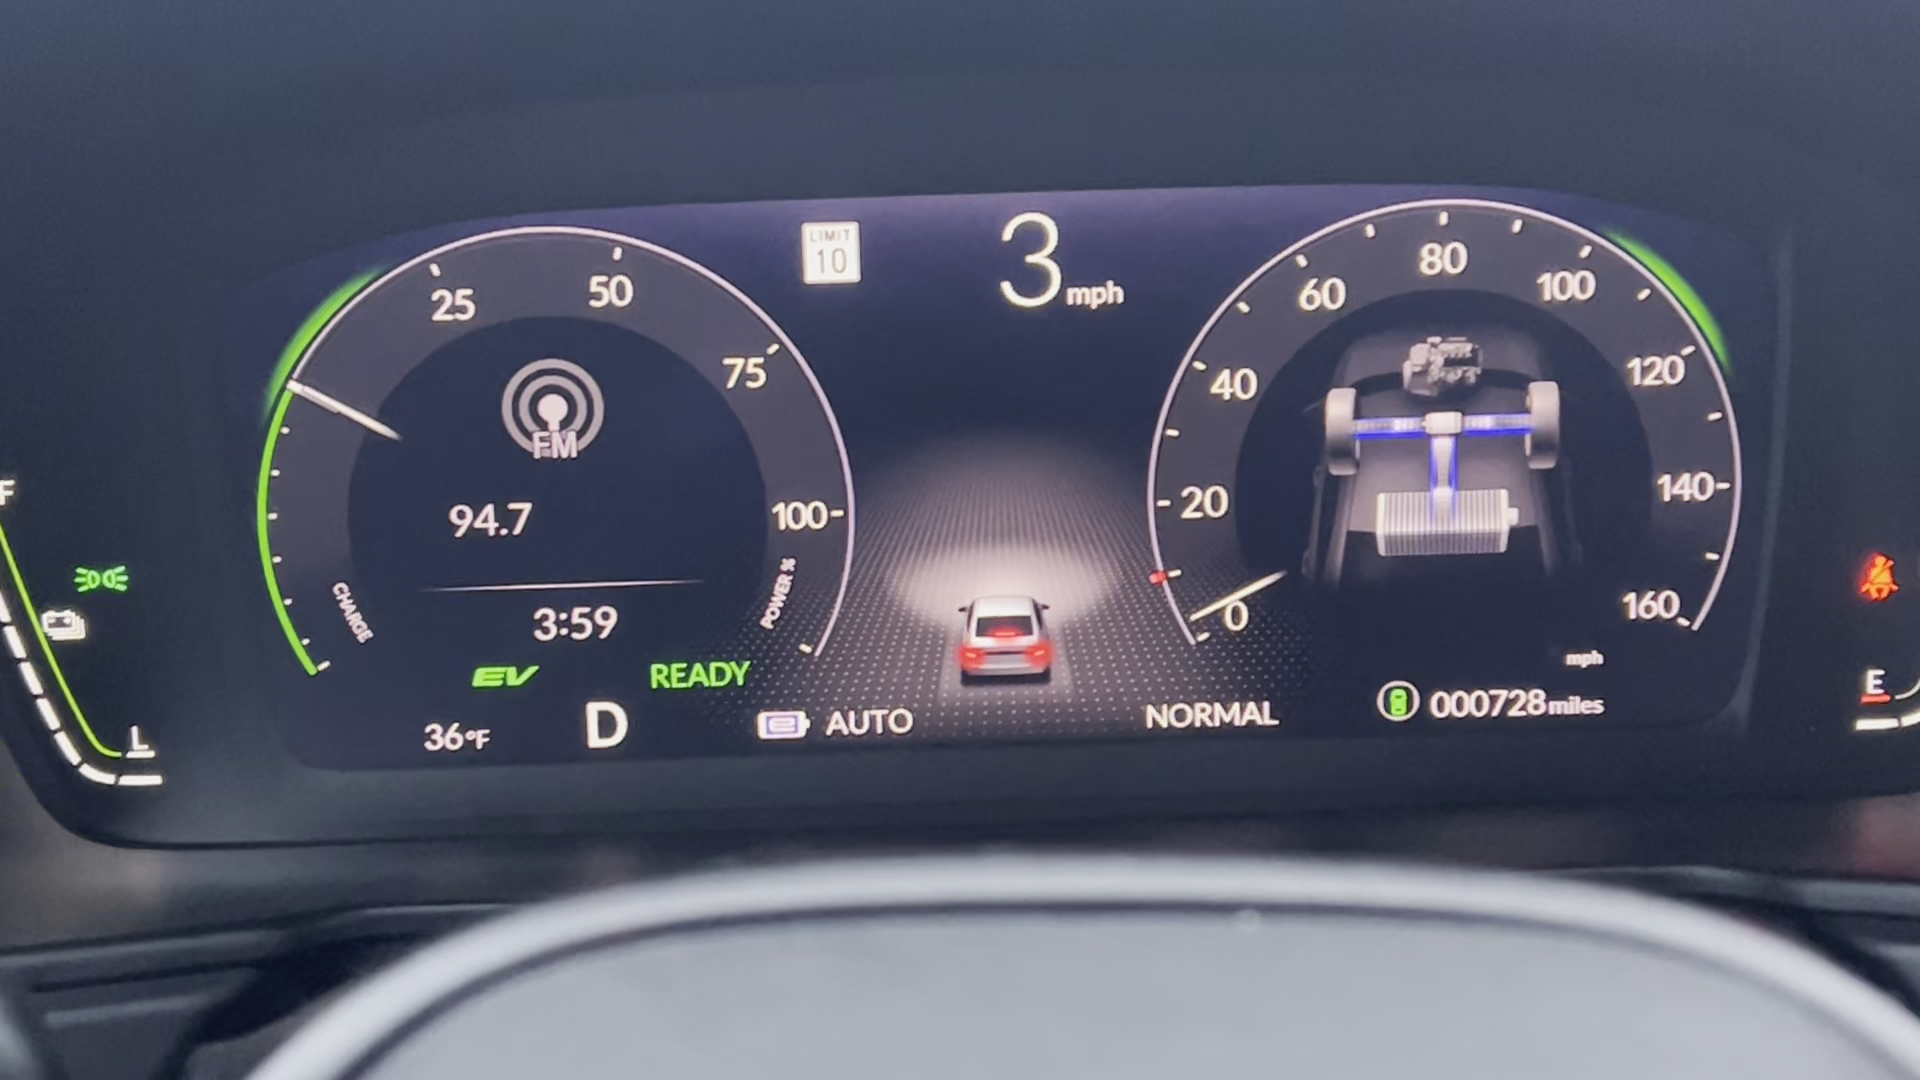 LIMIT
10
3 mph
25
50
75
100
CHARGE
POWER %
FM
94.7
3:59
EV
READY
36°F
D
AUTO
0
20
40
60
80
100
120
140
160
mph
NORMAL
000728 miles
F
L
E